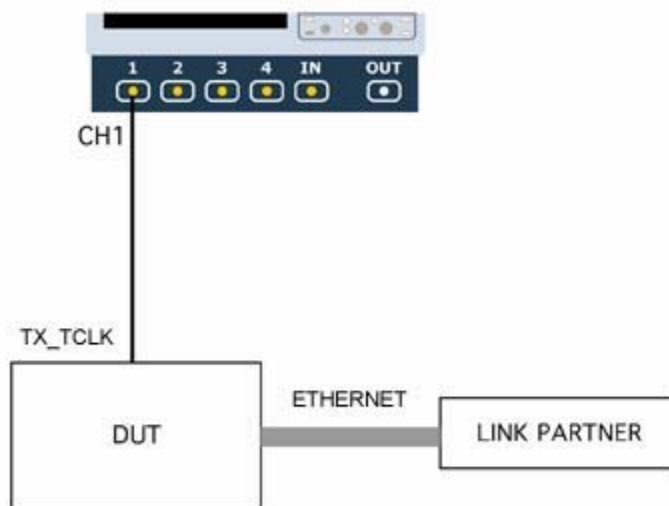 1 2 3 4 IN OUT
CH1
TX_TCLK
ETHERNET
DUT
LINK PARTNER